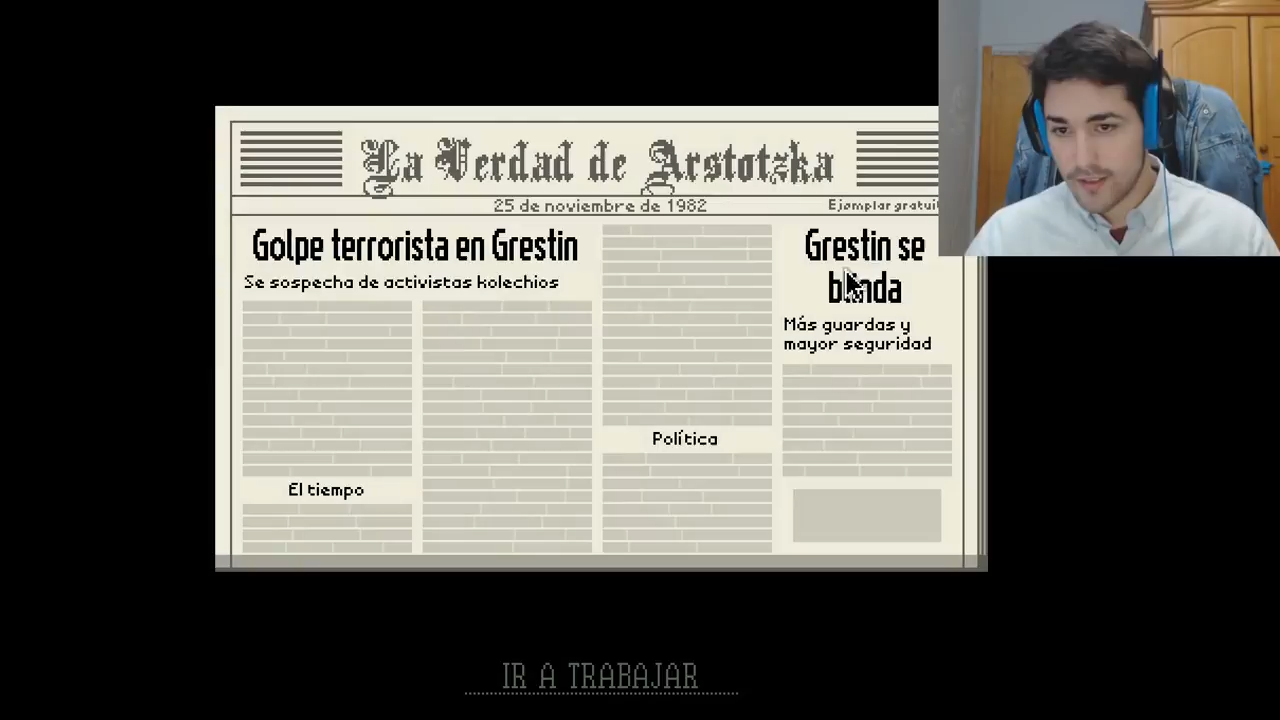 La Verdad de Arstotzka
25 de noviembre de 1982
Ejemplar
Golpe terrorista en Grestin
Se sospecha de activistas kolechios
El tiempo
Política
Grestin se
Más guardas y
mayor seguridad
IR A TRABAJAR